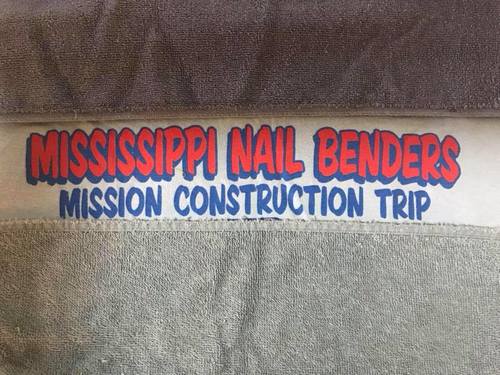 MISSISSIPPI NAIL BENDERS
MISSION CONSTRUCTION TRIP